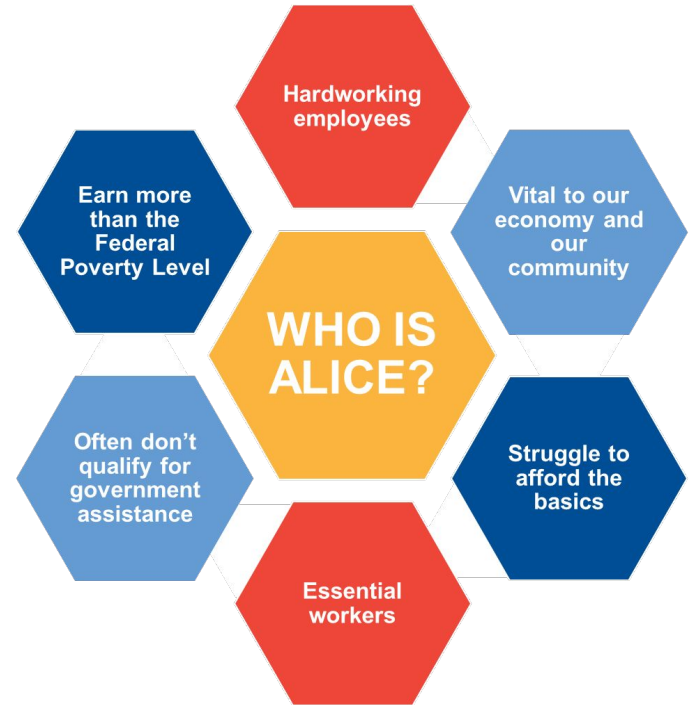 Hardworking
employees
Vital to our
economy and
our
community
Struggle to
afford the
basics
Essential
workers
Often don’t
qualify for
government
assistance
Earn more
than the
Federal
Poverty Level
WHO IS
ALICE?